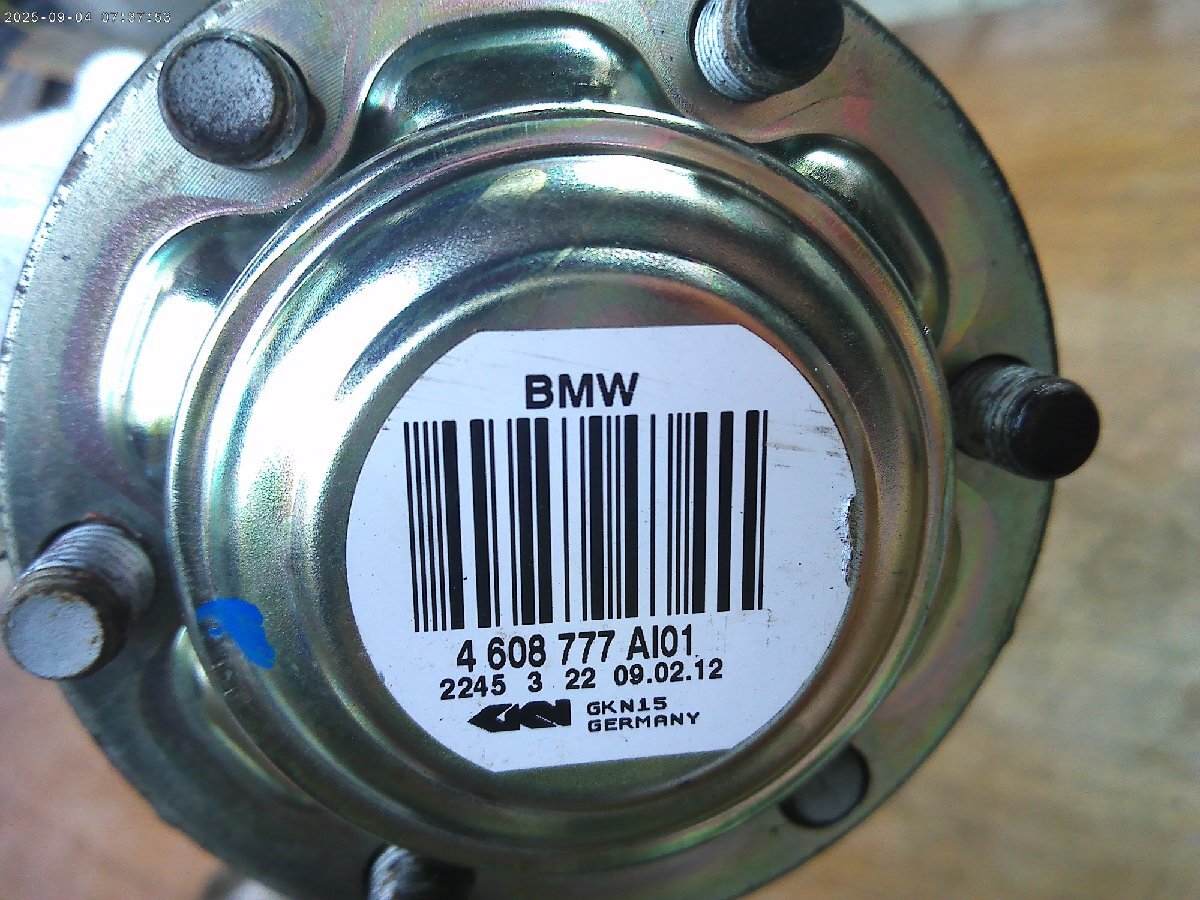 2025-09-04 07:37:53
BMW
4 608 777 AI01
2245 3 22 09.02.12
GKN GKN15
GERMANY